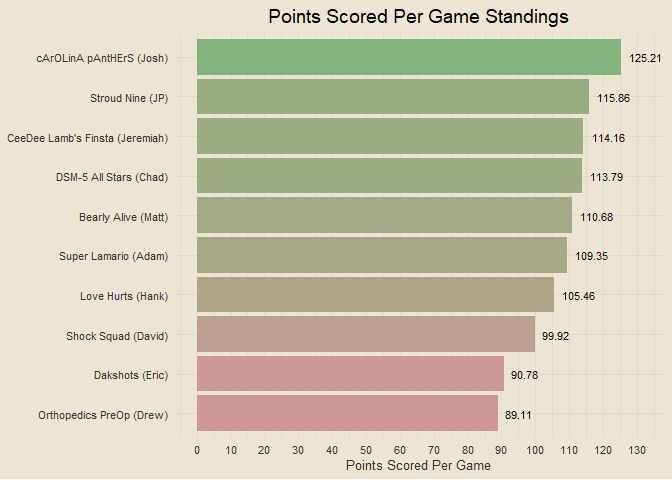 Points Scored Per Game Standings
cArOLinA pAntHErS (Josh)
125.21
Stroud Nine (JP)
115.86
CeeDee Lamb's Finsta (Jeremiah)
114.16
DSM-5 All Stars (Chad)
113.79
Bearly Alive (Matt)
110.68
Super Lamario (Adam)
109.35
Love Hurts (Hank)
105.46
Shock Squad (David)
99.92
Dakshots (Eric)
90.78
Orthopedics PreOp (Drew)
89.11
0 10 20 30 40 50 60 70 80 90 100 110 120 130
Points Scored Per Game